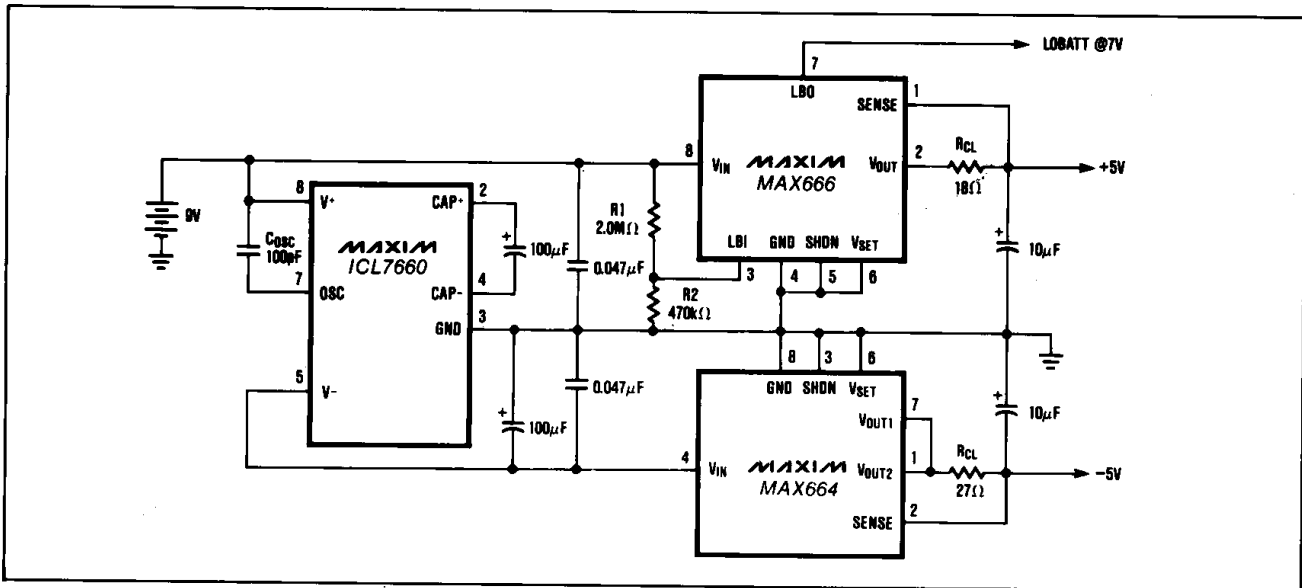 LOBATT @7V
7
LBO
SENSE
1
8
VIN
MAXIM
MAX666
VOUT
2
RCL
18Ω
+5V
9V
8
V+
CAP+
2
COSC
100pF
MAXIM
ICL7660
+
100µF
0.047µF
R1
2.0MΩ
LBI
GND
SHDN
VSET
3
4
5
6
+
10µF
7
OSC
CAP-
4
R2
470kΩ
GND
3
5
V-
+
100µF
0.047µF
8
3
6
GND
SHDN
VSET
+
10µF
VOUT1
7
4
VIN
MAXIM
MAX664
VOUT2
1
RCL
27Ω
-5V
SENSE
2